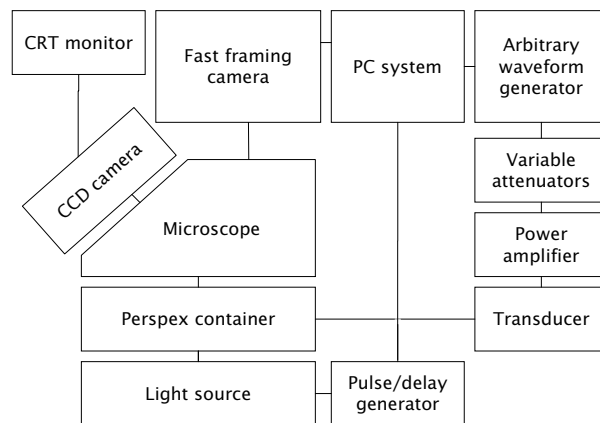 CRT monitor
Fast framing
camera
PC system
Arbitrary
waveform
generator
CCD camera
Variable
attenuators
Microscope
Power
amplifier
Perspex container
Transducer
Light source
Pulse/delay
generator